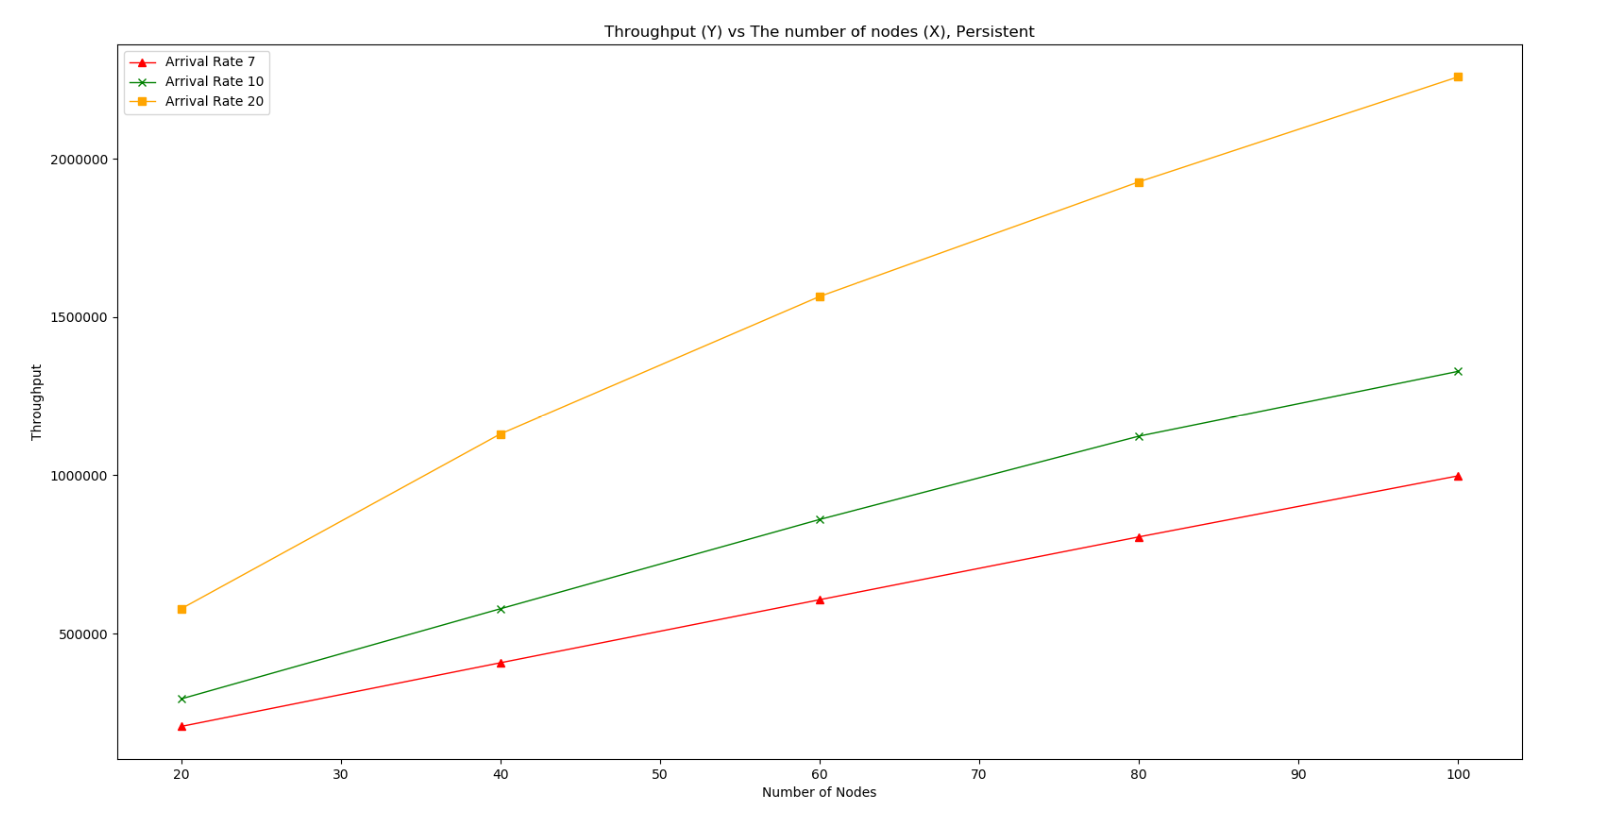 Throughput (Y) vs The number of nodes (X), Persistent
Arrival Rate 7
Arrival Rate 10
Arrival Rate 20
2000000
1500000
1000000
500000
Throughput
20 30 40 50 60 70 80 90 100
Number of Nodes